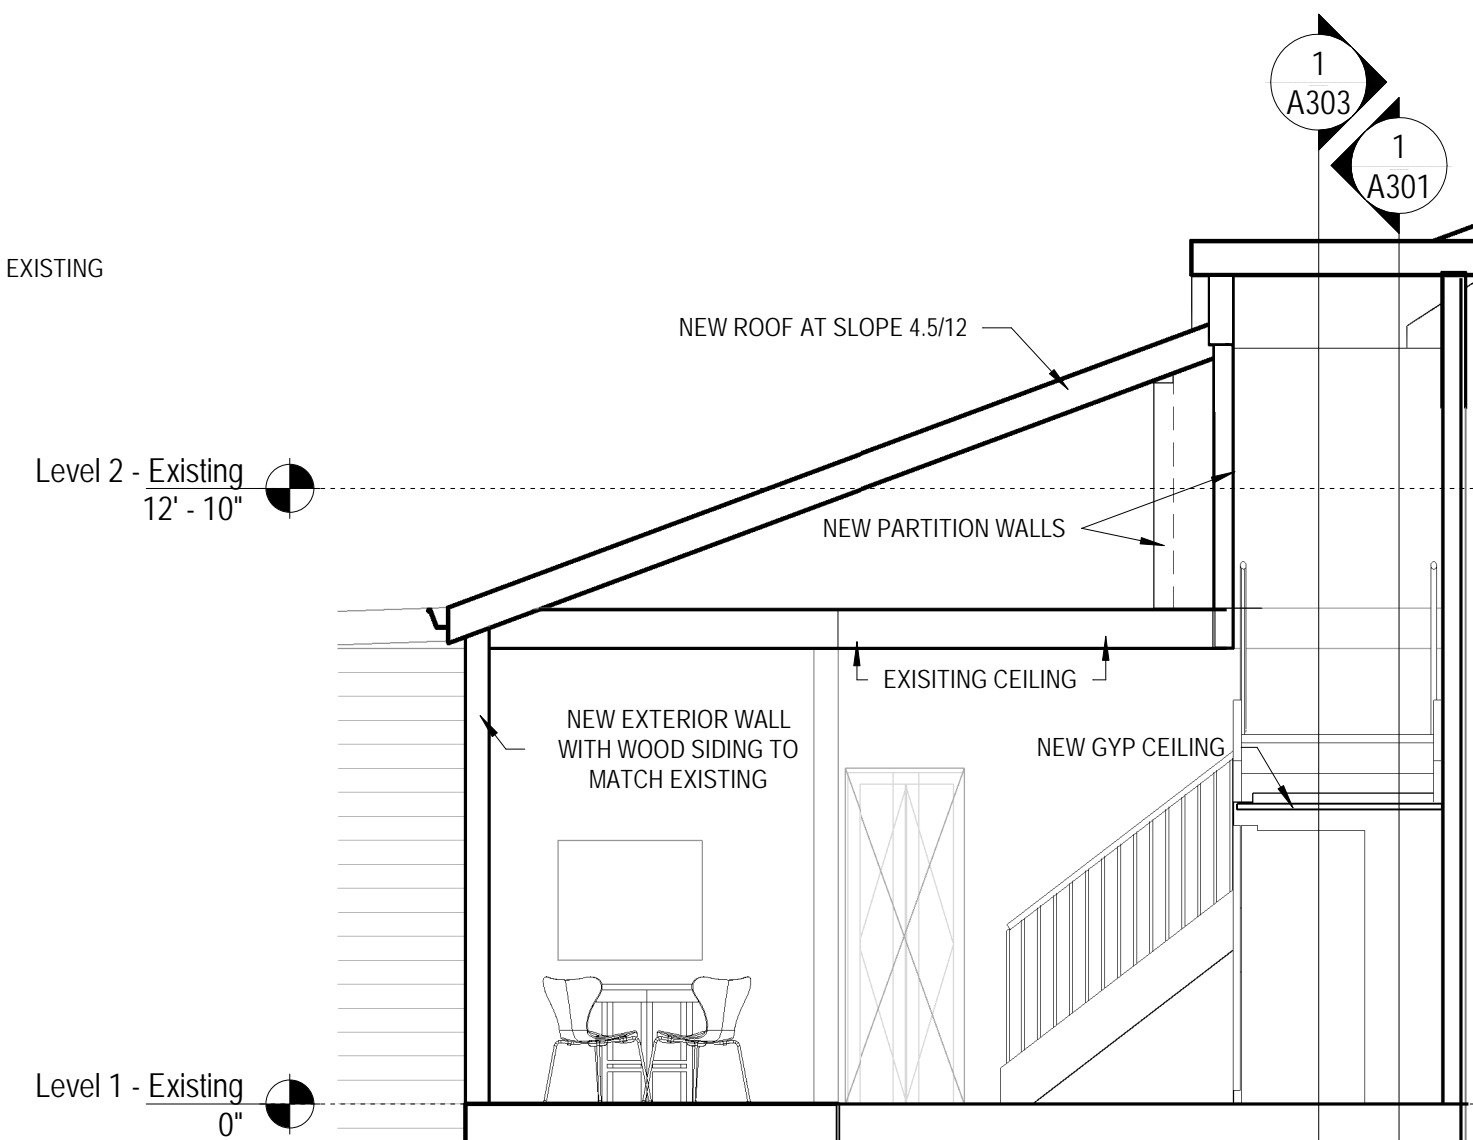 1
A303
1
A301
EXISTING
NEW ROOF AT SLOPE 4.5/12
Level 2 - Existing
12' - 10"
NEW PARTITION WALLS
EXISITING CEILING
NEW EXTERIOR WALL
WITH WOOD SIDING TO
MATCH EXISTING
NEW GYP CEILING
Level 1 - Existing
0"